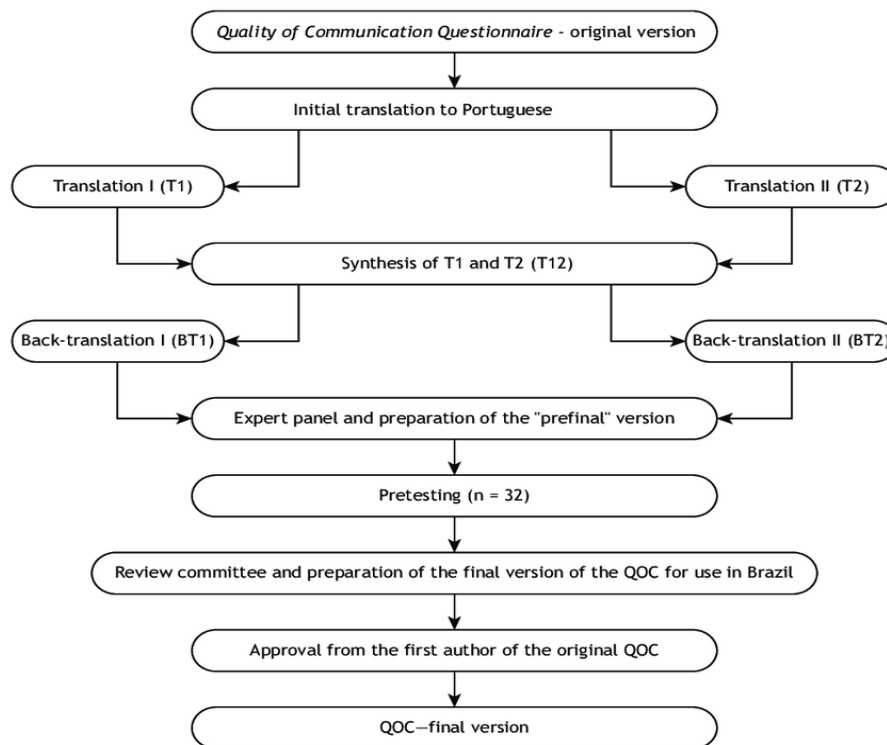 Quality of Communication Questionnaire - original version
Initial translation to Portuguese
Translation I (T1)
Translation II (T2)
Synthesis of T1 and T2 (T12)
Back-translation I (BT1)
Back-translation II (BT2)
Expert panel and preparation of the "prefinal" version
Pretesting (n = 32)
Review committee and preparation of the final version of the QOC for use in Brazil
Approval from the first author of the original QOC
QOC—final version